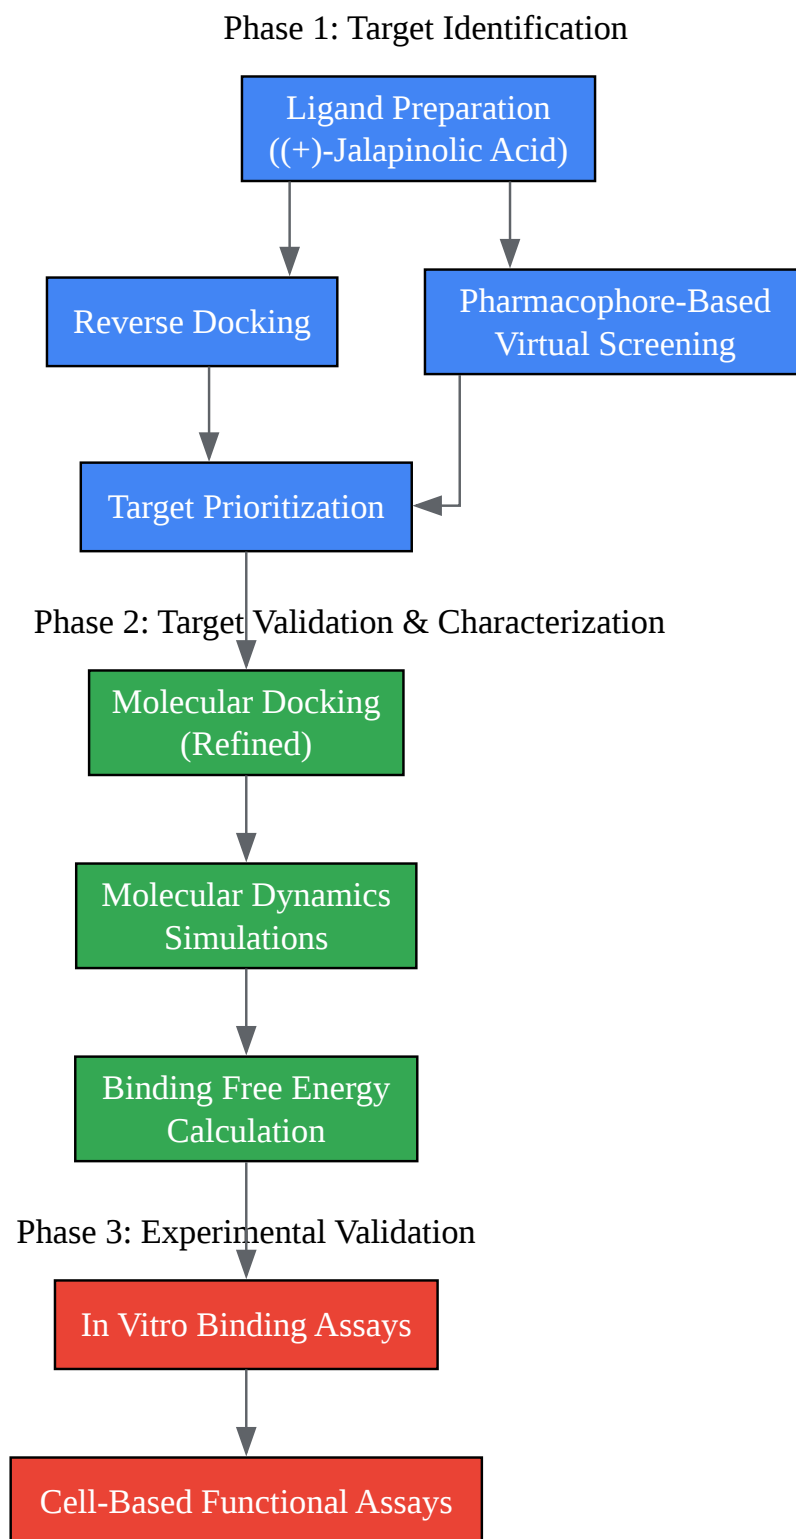 Phase 1: Target Identification
Ligand Preparation
((+)-Jalapinolic Acid)
Reverse Docking
Pharmacophore-Based
Virtual Screening
Target Prioritization
Phase 2: Target Validation & Characterization
Molecular Docking
(Refined)
Molecular Dynamics
Simulations
Binding Free Energy
Calculation
Phase 3: Experimental Validation
In Vitro Binding Assays
Cell-Based Functional Assays